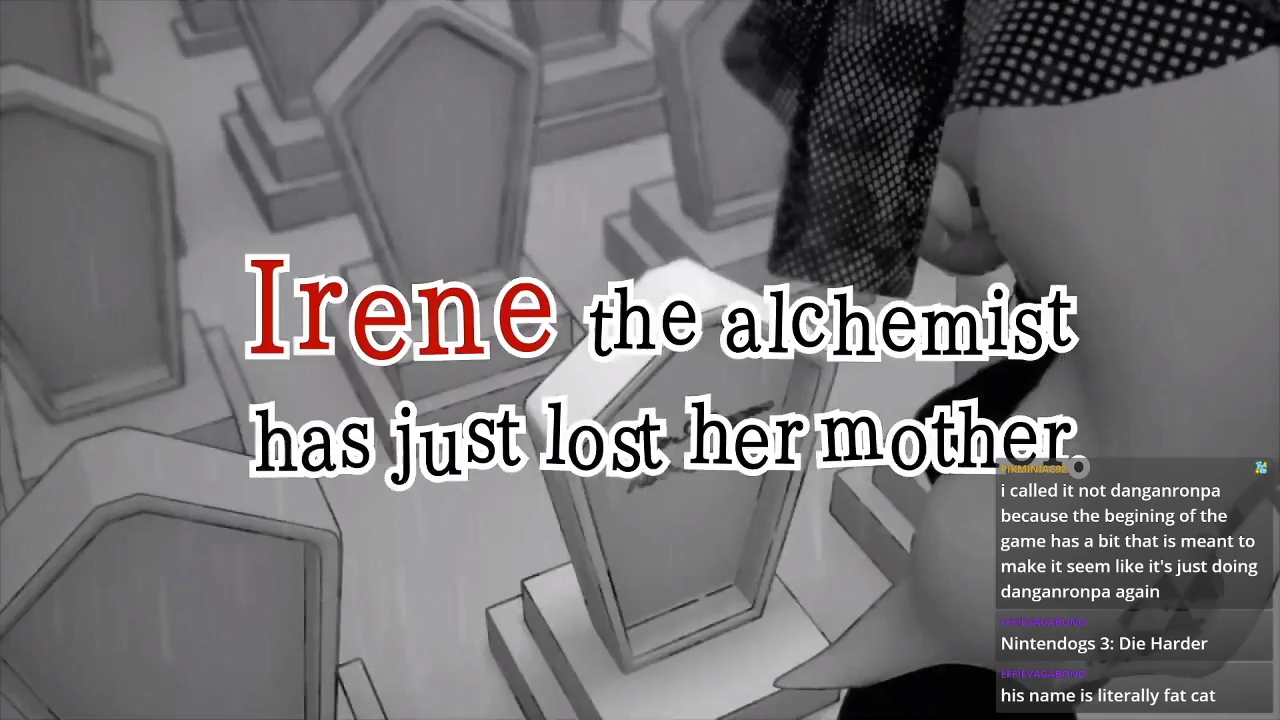 Irene the alchemist
has just lost her mother.
PIKMINIAC92
i called it not danganronpa
because the begining of the
game has a bit that is meant to
make it seem like it's just doing
danganronpa again
EFFIEVAGABOND
Nintendogs 3: Die Harder
EFFIEVAGABOND
his name is literally fat cat